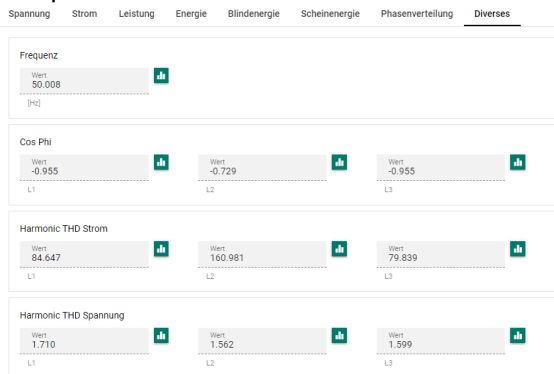 Spannung Strom Leistung Energie Blindenergie Scheinenergie Phasenverteilung Diverses
Frequenz
Wert
50.008
[Hz]
Cos Phi
Wert Wert Wert
-0.955 -0.729 -0.955
L1 L2 L3
Harmonic THD Strom
Wert Wert Wert
84.647 160.981 79.839
L1 L2 L3
Harmonic THD Spannung
Wert Wert Wert
1.710 1.562 1.599
L1 L2 L3